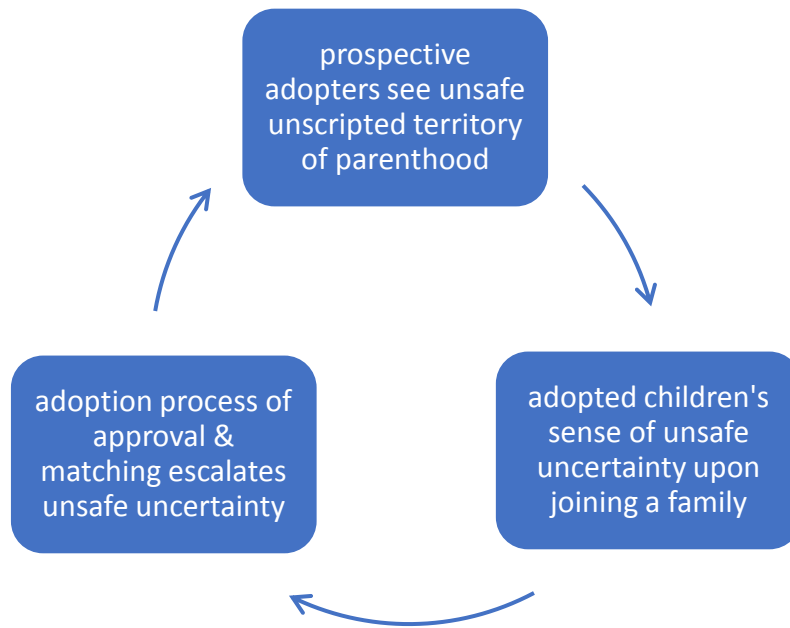 prospective
adopters see unsafe
unscripted territory
of parenthood
adopted children's
sense of unsafe
uncertainty upon
joining a family
adoption process of
approval &
matching escalates
unsafe uncertainty